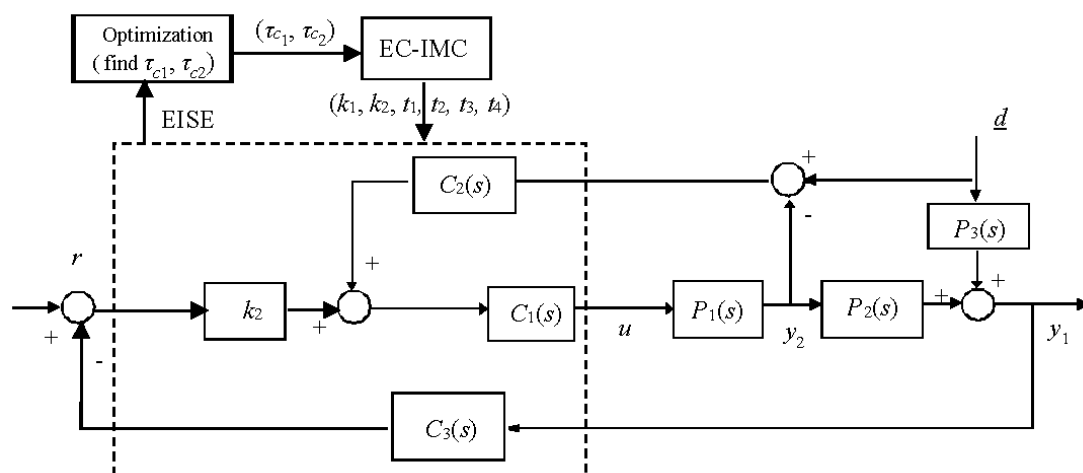 Optimization
(find τc1, τc2)
(τc1, τc2)
EC-IMC
(k1, k2, t1, t2, t3, t4)
EISE
d
+
C2(s)
-
P3(s)
r
+
+
k2
+
C1(s)
P1(s)
P2(s)
+
+
u
y2
y1
-
C3(s)